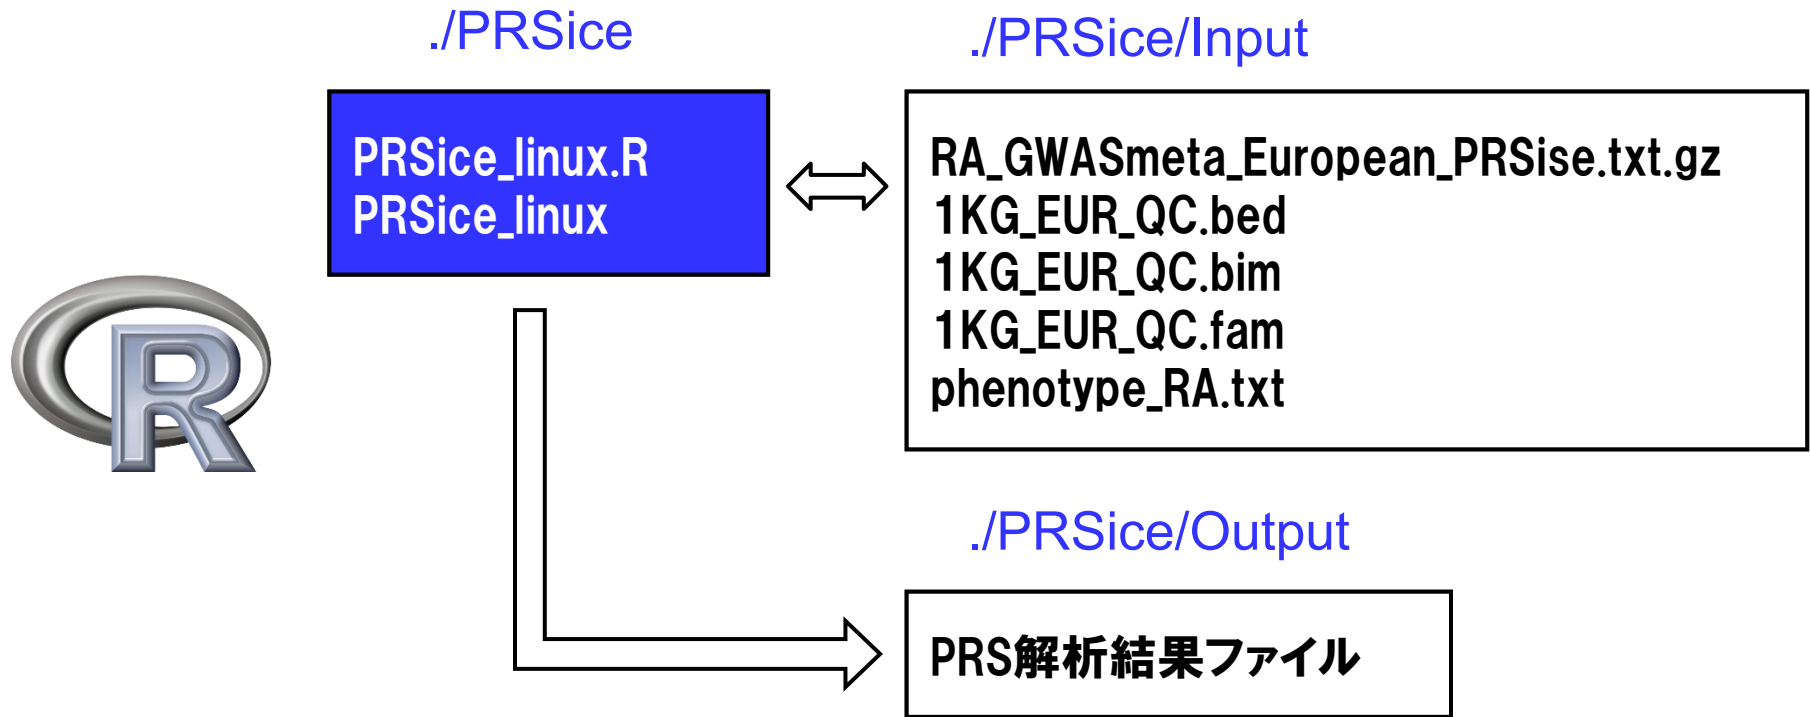 ./PRSice
PRSice_linux.R
PRSice_linux
./PRSice/Input
RA_GWASmeta_European_PRSise.txt.gz
1KG_EUR_QC.bed
1KG_EUR_QC.bim
1KG_EUR_QC.fam
phenotype_RA.txt
R
./PRSice/Output
PRS解析結果ファイル